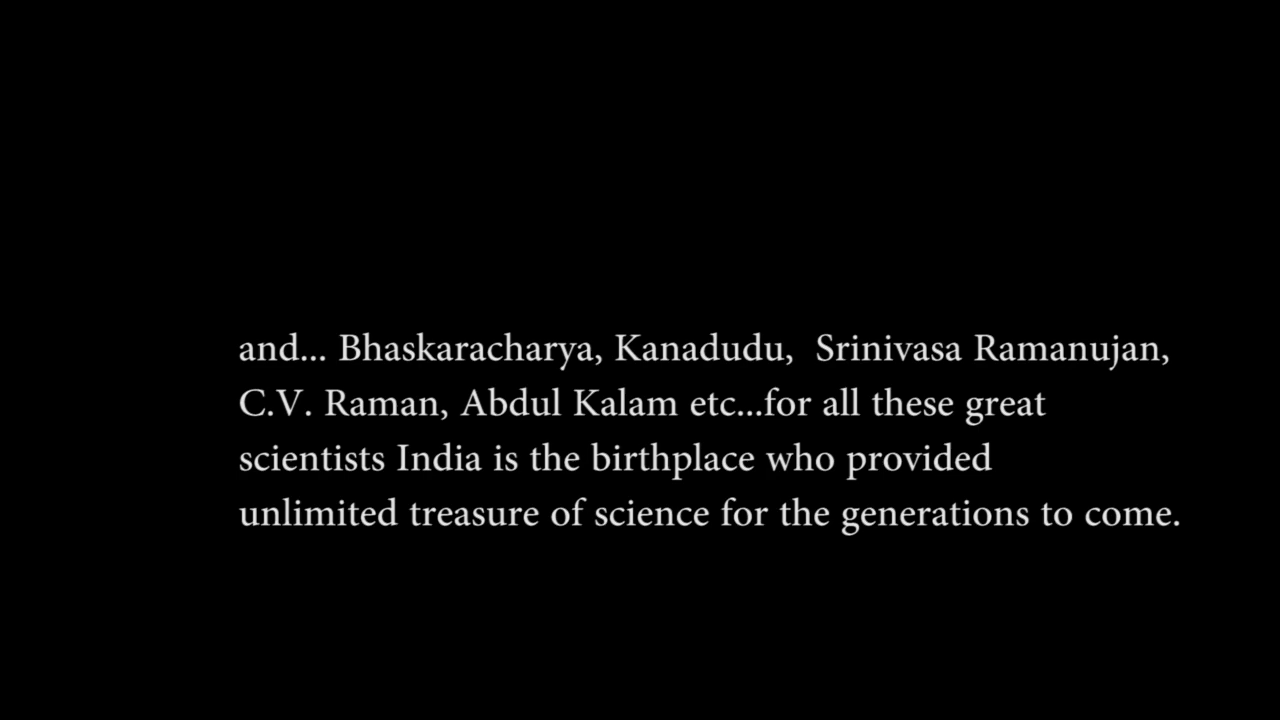 and... Bhaskaracharya, Kanadudu,  Srinivasa Ramanujan,
C.V. Raman, Abdul Kalam etc...for all these great
scientists India is the birthplace who provided
unlimited treasure of science for the generations to come.